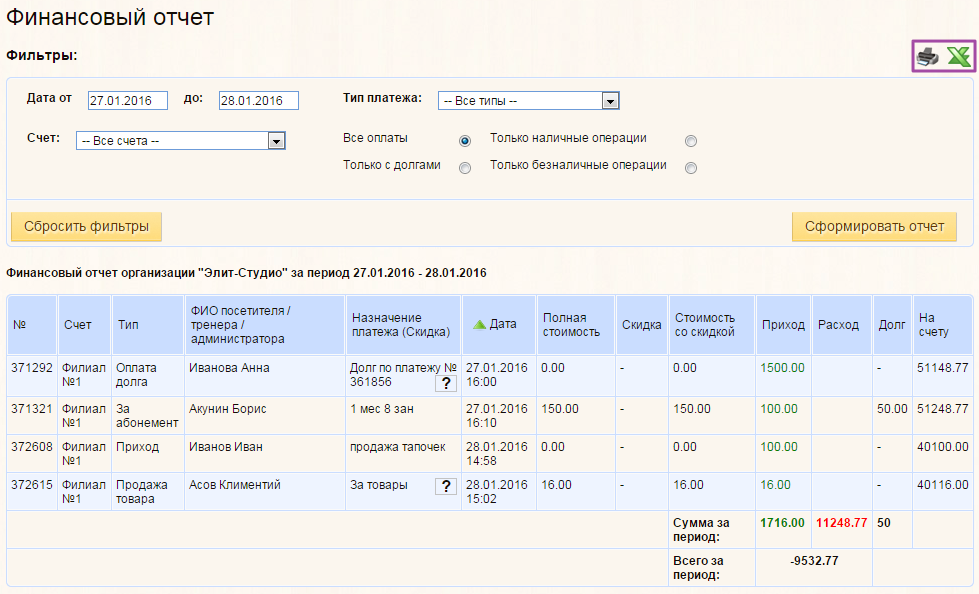 Финансовый отчет
Фильтры:
Дата от 27.01.2016 до: 28.01.2016 Тип платежа: -- Все типы --
Счет: -- Все счета -- Все оплаты Только наличные операции
Только с долгами Только безналичные операции
Сбросить фильтры Сформировать отчет
Финансовый отчет организации "Элит-Студио" за период 27.01.2016 - 28.01.2016
№ Счет Тип ФИО посетителя / тренера / администратора Назначение платежа (Скидка) Дата Полная стоимость Скидка Стоимость со скидкой Приход Расход Долг На счету
371292 Филиал №1 Оплата долга Иванова Анна Долг по платежу № 361856 ? 27.01.2016 16:00 0.00 - 0.00 1500.00 - 51148.77
371321 Филиал №1 За абонемент Акунин Борис 1 мес 8 зан 27.01.2016 16:10 150.00 - 150.00 100.00 50.00 51248.77
372608 Филиал №1 Приход Иванов Иван продажа тапочек 28.01.2016 14:58 0.00 - 0.00 100.00 - 40100.00
372615 Филиал №1 Продажа товара Асов Климентий За товары ? 28.01.2016 15:02 16.00 - 16.00 16.00 - 40116.00
Сумма за период: 1716.00 11248.77 50
Всего за период: -9532.77